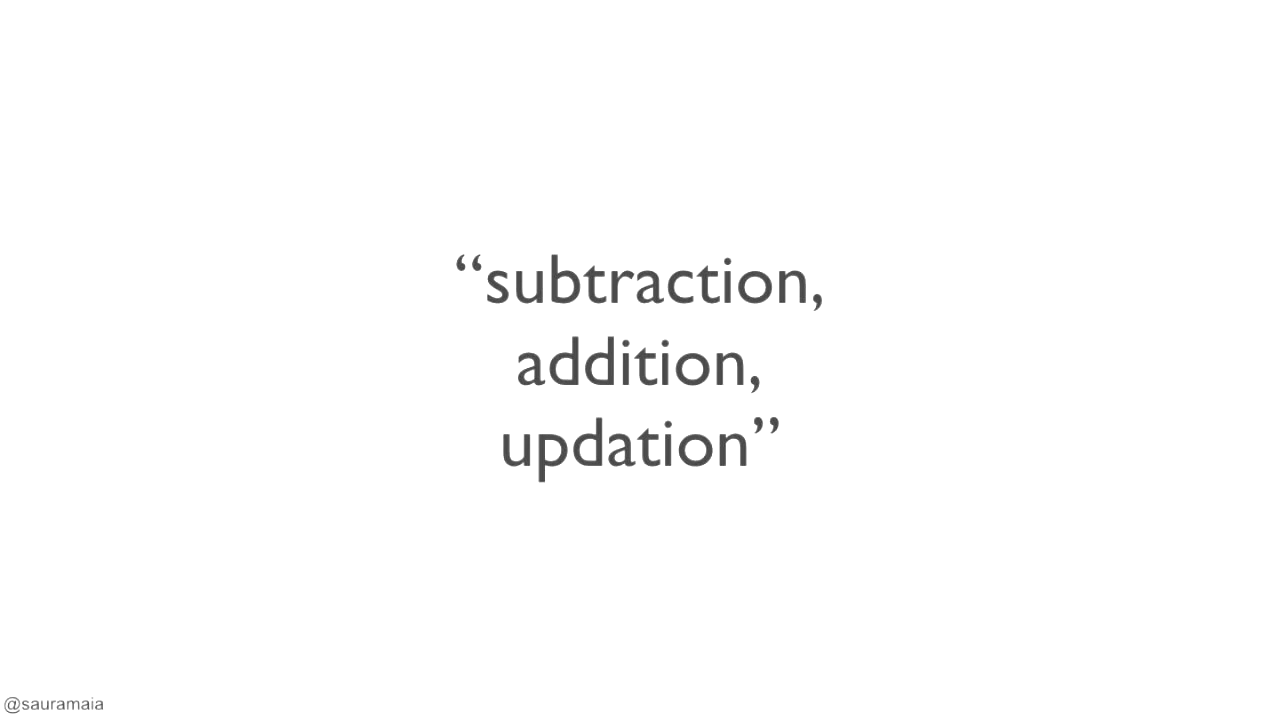 “subtraction,
addition,
updation”
@sauramaia